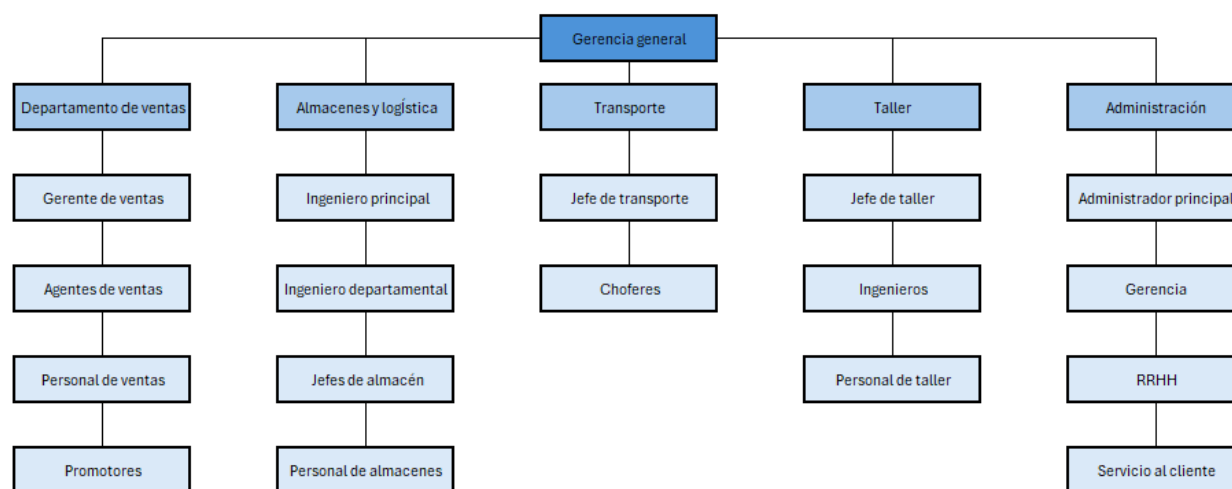 Gerencia general
Departamento de ventas
Almacenes y logística
Transporte
Taller
Administración
Gerente de ventas
Ingeniero principal
Jefe de transporte
Jefe de taller
Administrador principal
Agentes de ventas
Ingeniero departamental
Choferes
Ingenieros
Gerencia
Personal de ventas
Jefes de almacén
Personal de taller
RRHH
Promotores
Personal de almacenes
Servicio al cliente